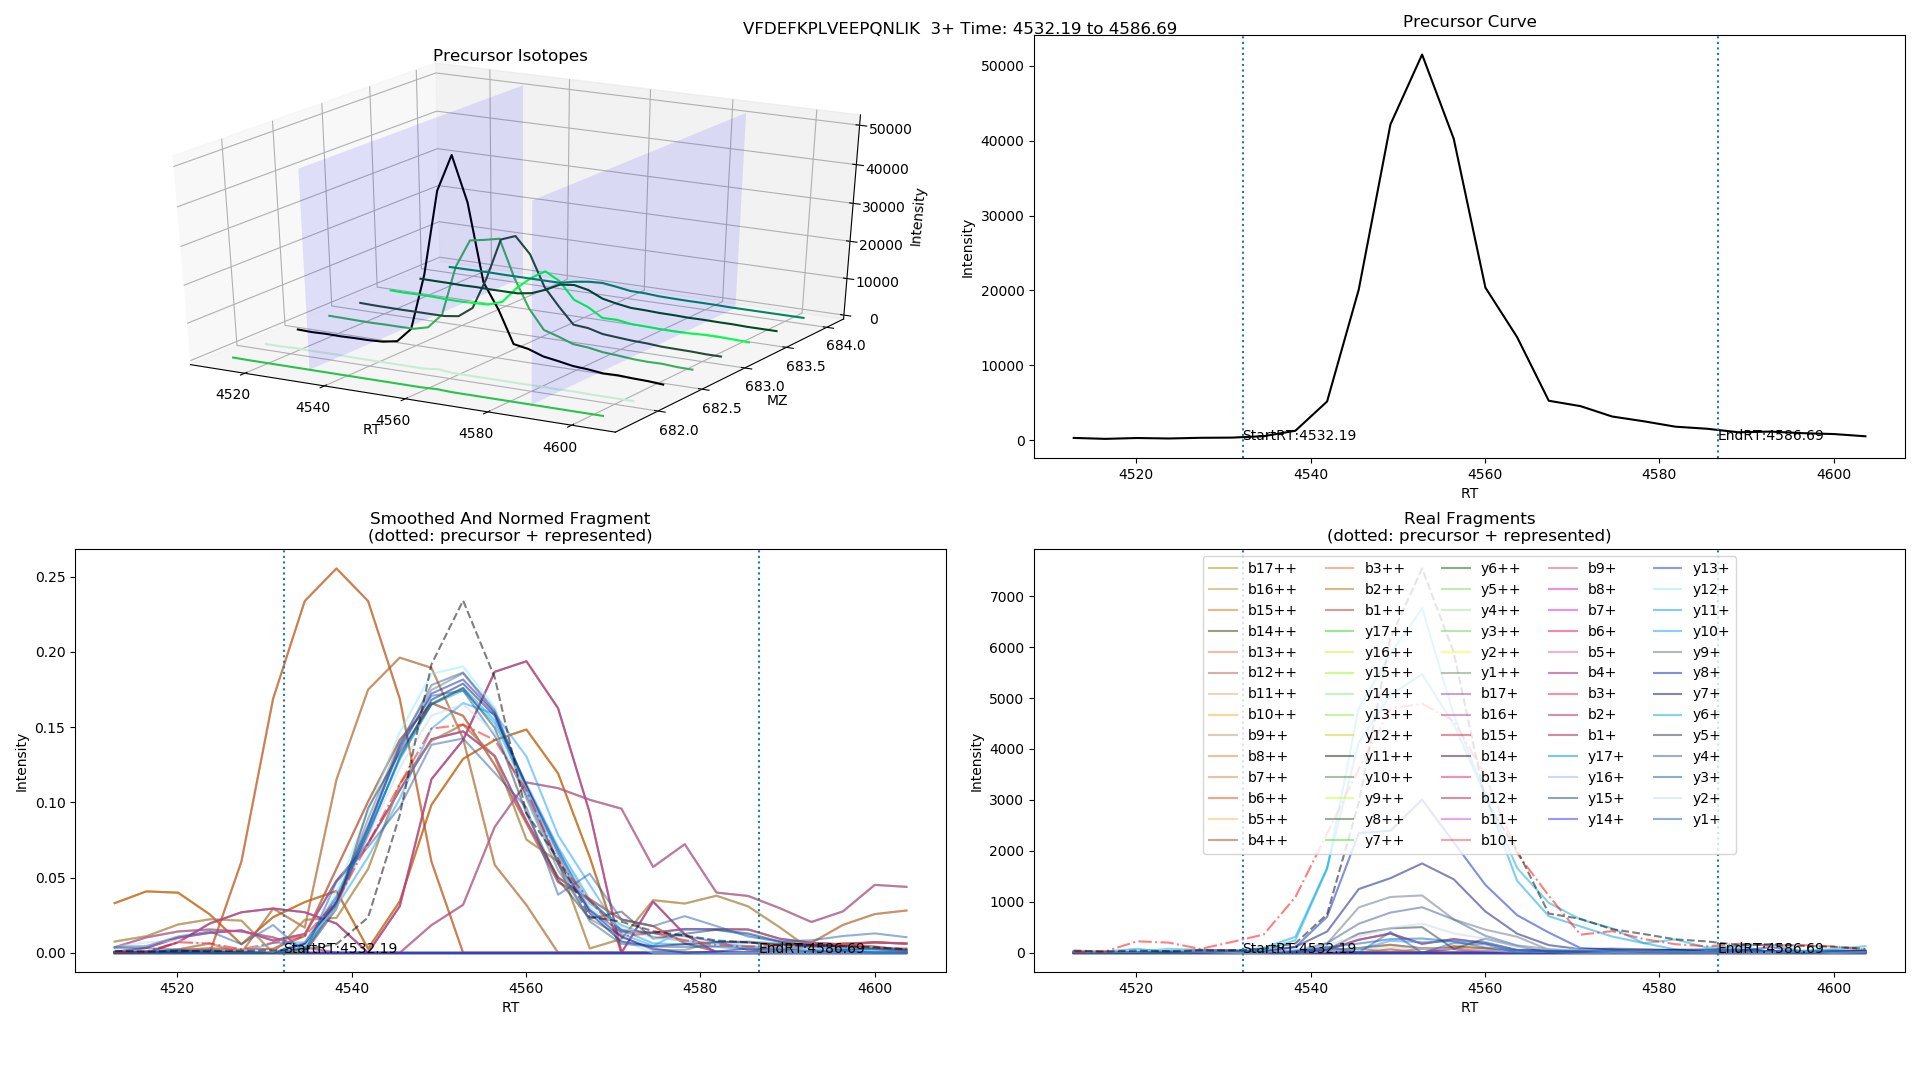 VFDEFKPLVEEPQNLIK  3+ Time: 4532.19 to 4586.69
Precursor Isotopes
50000
40000
30000
20000
10000
0
Intensity
4520
4540
4560
4580
4600
RT
682.0
682.5
683.0
683.5
684.0
MZ
Precursor Curve
50000
40000
30000
20000
10000
0
Intensity
StartRT:4532.19
EndRT:4586.69
4520
4540
4560
4580
4600
RT
Smoothed And Normed Fragment
(dotted: precursor + represented)
0.25
0.20
0.15
0.10
0.05
0.00
Intensity
StartRT:4532.19
EndRT:4586.69
4520
4540
4560
4580
4600
RT
Real Fragments
(dotted: precursor + represented)
7000
6000
5000
4000
3000
2000
1000
0
Intensity
b17++
b16++
b15++
b14++
b13++
b12++
b11++
b10++
b9++
b8++
b7++
b6++
b5++
b4++
b3++
b2++
b1++
y17++
y16++
y15++
y14++
y13++
y12++
y11++
y10++
y9++
y8++
y7++
y6++
y5++
y4++
y3++
y2++
y1++
b17+
b16+
b15+
b14+
b13+
b12+
b11+
b10+
b9+
b8+
b7+
b6+
b5+
b4+
b3+
b2+
b1+
y17+
y16+
y15+
y14+
y13+
y12+
y11+
y10+
y9+
y8+
y7+
y6+
y5+
y4+
y3+
y2+
y1+
StartRT:4532.19
EndRT:4586.69
4520
4540
4560
4580
4600
RT